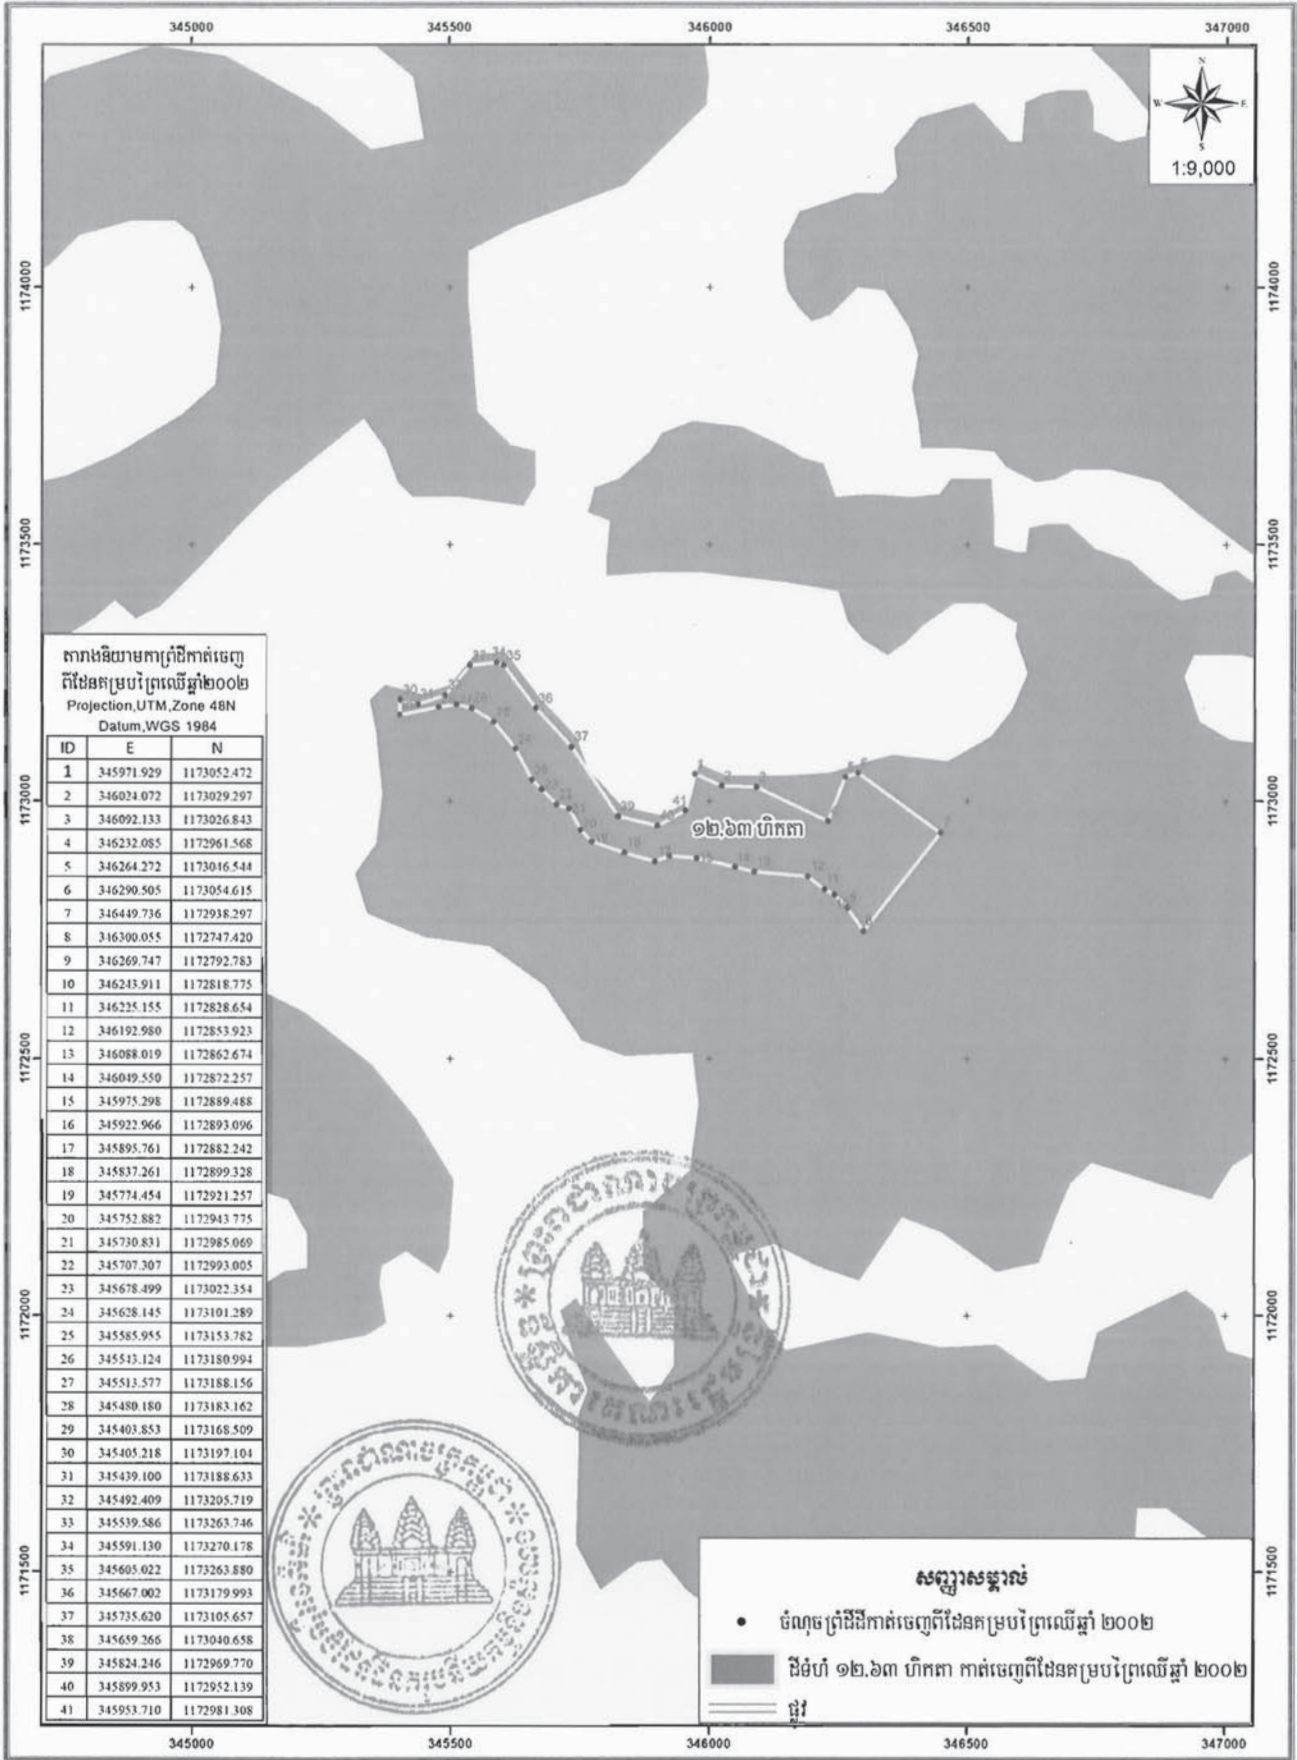 345000 345500 346000 346500 347000
N
W E
S
1:9,000
1174000 1174000
1173500 1173500
1173000 1173000
1172500 1172500
1172000 1172000
1171500 1171500
តារាងនិយាមកាព្រំដីកាត់ចេញ
ពីដែនគម្របព្រៃឈើឆ្នាំ២០០២
Projection,UTM,Zone 48N
Datum,WGS 1984
ID E N
1 345971.929 1173052.472
2 346024.072 1173029.297
3 346092.133 1173026.843
4 346232.085 1172961.568
5 346264.272 1173046.544
6 346290.505 1173054.615
7 346449.736 1172938.297
8 346300.055 1172747.420
9 346269.747 1172792.783
10 346243.911 1172818.775
11 346225.155 1172828.654
12 346192.980 1172853.923
13 346088.019 1172862.674
14 346049.550 1172872.257
15 345975.298 1172889.488
16 345922.966 1172893.096
17 345895.761 1172882.242
18 345837.261 1172899.328
19 345774.454 1172921.257
20 345752.882 1172943.775
21 345730.831 1172985.069
22 345707.307 1172993.005
23 345678.499 1173022.354
24 345628.145 1173101.289
25 345585.955 1173153.782
26 345543.124 1173180.994
27 345513.577 1173188.156
28 345480.180 1173183.162
29 345403.853 1173168.509
30 345405.218 1173197.104
31 345439.100 1173188.633
32 345492.409 1173205.719
33 345539.586 1173263.746
34 345591.130 1173270.178
35 345605.022 1173263.880
36 345667.002 1173179.993
37 345735.620 1173105.657
38 345659.266 1173040.658
39 345824.246 1172969.770
40 345899.953 1172952.139
41 345953.710 1172981.308
១២.៦៣ ហិកតា
សញ្ញាសម្គាល់
ចំណុចព្រំដីដីកាត់ចេញពីដែនគម្របព្រៃឈើឆ្នាំ ២០០២
ដីទំហំ ១២.៦៣ ហិកតា កាត់ចេញពីដែនគម្របព្រៃឈើឆ្នាំ ២០០២
ផ្លូវ
345000 345500 346000 346500 347000